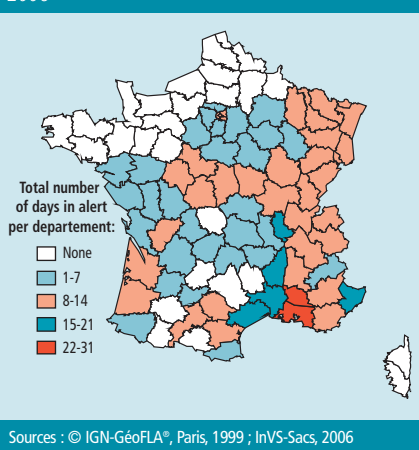 2006
Total number
of days in alert
per departement:
None
1-7
8-14
15-21
22-31
Sources : © IGN-GéoFLA®, Paris, 1999 ; InVS-Sacs, 2006